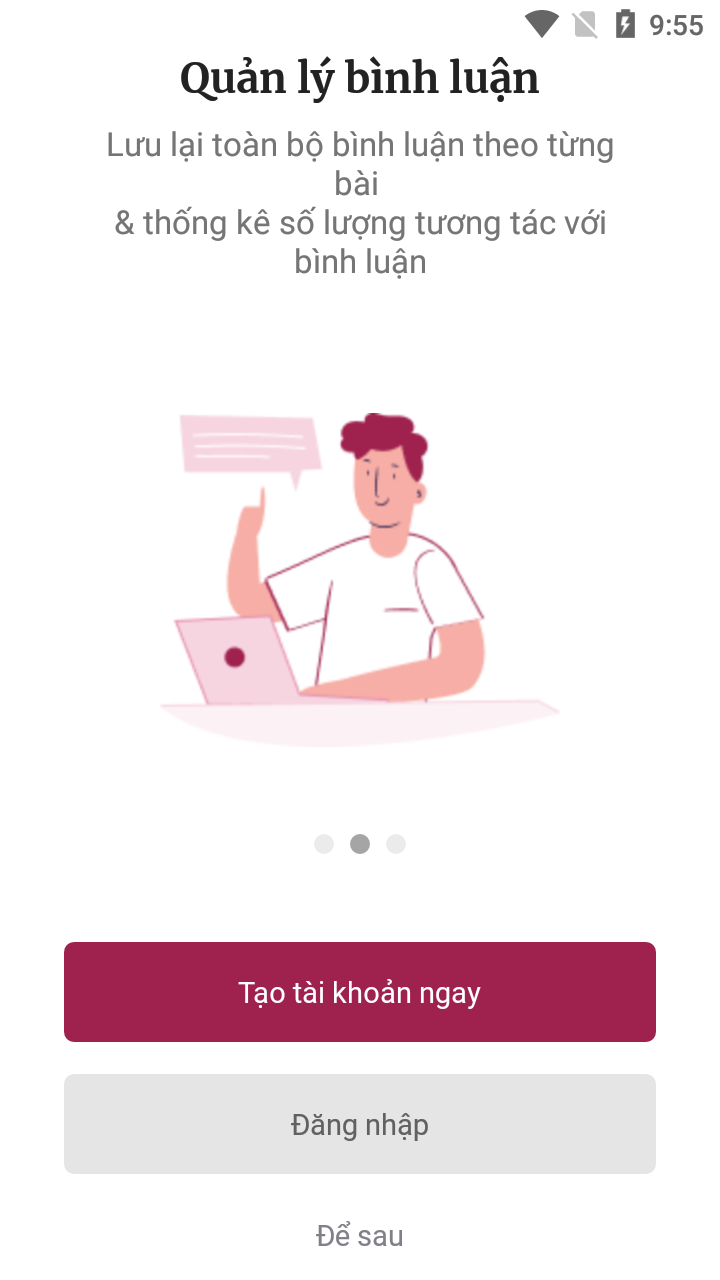 9:55
Quản lý bình luận
Lưu lại toàn bộ bình luận theo từng
bài
& thống kê số lượng tương tác với
bình luận
Tạo tài khoản ngay
Đăng nhập
Để sau